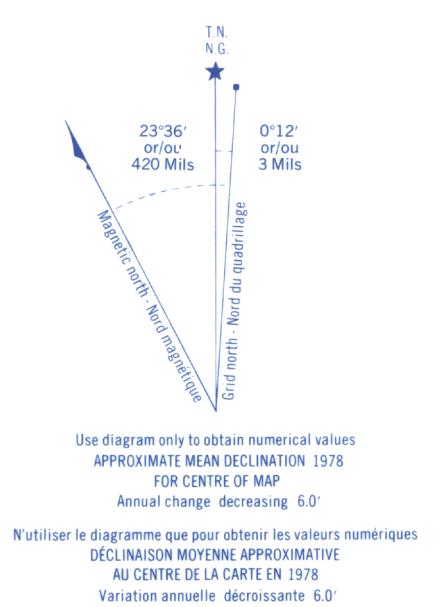 T.N.
N.G.
23°36′
or/ou
420 Mils
0°12′
or/ou
3 Mils
Magnetic north - Nord magnétique
Grid north - Nord du quadrillage
Use diagram only to obtain numerical values
APPROXIMATE MEAN DECLINATION 1978
FOR CENTRE OF MAP
Annual change decreasing 6.0′
N'utiliser le diagramme que pour obtenir les valeurs numériques
DÉCLINAISON MOYENNE APPROXIMATIVE
AU CENTRE DE LA CARTE EN 1978
Variation annuelle décroissante 6.0′